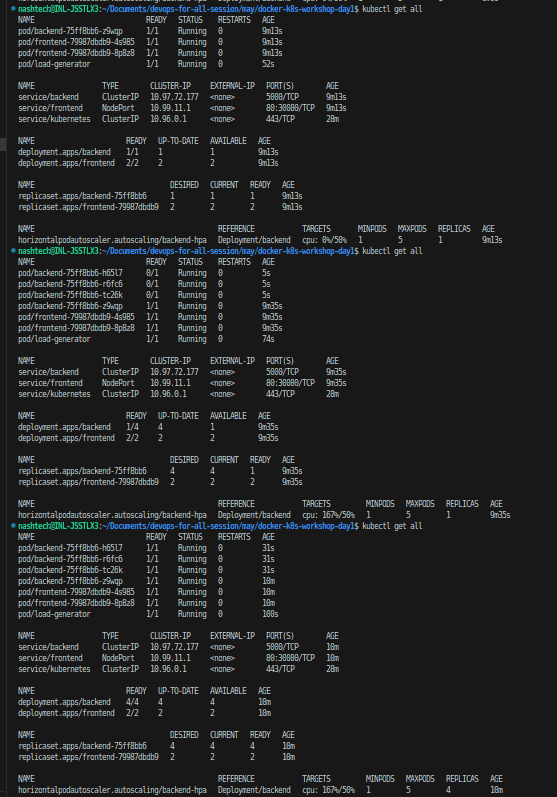 nashtech@INL-JSSTLX3:~/Documents/devops-for-all-session/may/docker-k8s-workshop-day1$ kubectl get all
NAME READY STATUS RESTARTS AGE
pod/backend-75ff8bb6-z9wqp 1/1 Running 0 9m13s
pod/frontend-79987dbdb9-4s985 1/1 Running 0 9m13s
pod/frontend-79987dbdb9-8p8z8 1/1 Running 0 9m13s
pod/load-generator 1/1 Running 0 52s
NAME TYPE CLUSTER-IP EXTERNAL-IP PORT(S) AGE
service/backend ClusterIP 10.97.72.177 <none> 5000/TCP 9m13s
service/frontend NodePort 10.99.11.1 <none> 80:30080/TCP 9m13s
service/kubernetes ClusterIP 10.96.0.1 <none> 443/TCP 28m
NAME READY UP-TO-DATE AVAILABLE AGE
deployment.apps/backend 1/1 1 1 9m13s
deployment.apps/frontend 2/2 2 2 9m13s
NAME DESIRED CURRENT READY AGE
replicaset.apps/backend-75ff8bb6 1 1 1 9m13s
replicaset.apps/frontend-79987dbdb9 2 2 2 9m13s
NAME REFERENCE TARGETS MINPODS MAXPODS REPLICAS AGE
horizontalpodautoscaler.autoscaling/backend-hpa Deployment/backend cpu: 0%/50% 1 5 1 9m13s
nashtech@INL-JSSTLX3:~/Documents/devops-for-all-session/may/docker-k8s-workshop-day1$ kubectl get all
NAME READY STATUS RESTARTS AGE
pod/backend-75ff8bb6-h65l7 0/1 Running 0 5s
pod/backend-75ff8bb6-r6fc6 0/1 Running 0 5s
pod/backend-75ff8bb6-tc26k 0/1 Running 0 5s
pod/backend-75ff8bb6-z9wqp 1/1 Running 0 9m35s
pod/frontend-79987dbdb9-4s985 1/1 Running 0 9m35s
pod/frontend-79987dbdb9-8p8z8 1/1 Running 0 9m35s
pod/load-generator 1/1 Running 0 74s
NAME TYPE CLUSTER-IP EXTERNAL-IP PORT(S) AGE
service/backend ClusterIP 10.97.72.177 <none> 5000/TCP 9m35s
service/frontend NodePort 10.99.11.1 <none> 80:30080/TCP 9m35s
service/kubernetes ClusterIP 10.96.0.1 <none> 443/TCP 28m
NAME READY UP-TO-DATE AVAILABLE AGE
deployment.apps/backend 1/4 4 1 9m35s
deployment.apps/frontend 2/2 2 2 9m35s
NAME DESIRED CURRENT READY AGE
replicaset.apps/backend-75ff8bb6 4 4 1 9m35s
replicaset.apps/frontend-79987dbdb9 2 2 2 9m35s
NAME REFERENCE TARGETS MINPODS MAXPODS REPLICAS AGE
horizontalpodautoscaler.autoscaling/backend-hpa Deployment/backend cpu: 167%/50% 1 5 1 9m35s
nashtech@INL-JSSTLX3:~/Documents/devops-for-all-session/may/docker-k8s-workshop-day1$ kubectl get all
NAME READY STATUS RESTARTS AGE
pod/backend-75ff8bb6-h65l7 1/1 Running 0 31s
pod/backend-75ff8bb6-r6fc6 1/1 Running 0 31s
pod/backend-75ff8bb6-tc26k 1/1 Running 0 31s
pod/backend-75ff8bb6-z9wqp 1/1 Running 0 10m
pod/frontend-79987dbdb9-4s985 1/1 Running 0 10m
pod/frontend-79987dbdb9-8p8z8 1/1 Running 0 10m
pod/load-generator 1/1 Running 0 100s
NAME TYPE CLUSTER-IP EXTERNAL-IP PORT(S) AGE
service/backend ClusterIP 10.97.72.177 <none> 5000/TCP 10m
service/frontend NodePort 10.99.11.1 <none> 80:30080/TCP 10m
service/kubernetes ClusterIP 10.96.0.1 <none> 443/TCP 28m
NAME READY UP-TO-DATE AVAILABLE AGE
deployment.apps/backend 4/4 4 4 10m
deployment.apps/frontend 2/2 2 2 10m
NAME DESIRED CURRENT READY AGE
replicaset.apps/backend-75ff8bb6 4 4 4 10m
replicaset.apps/frontend-79987dbdb9 2 2 2 10m
NAME REFERENCE TARGETS MINPODS MAXPODS REPLICAS AGE
horizontalpodautoscaler.autoscaling/backend-hpa Deployment/backend cpu: 167%/50% 1 5 4 10m